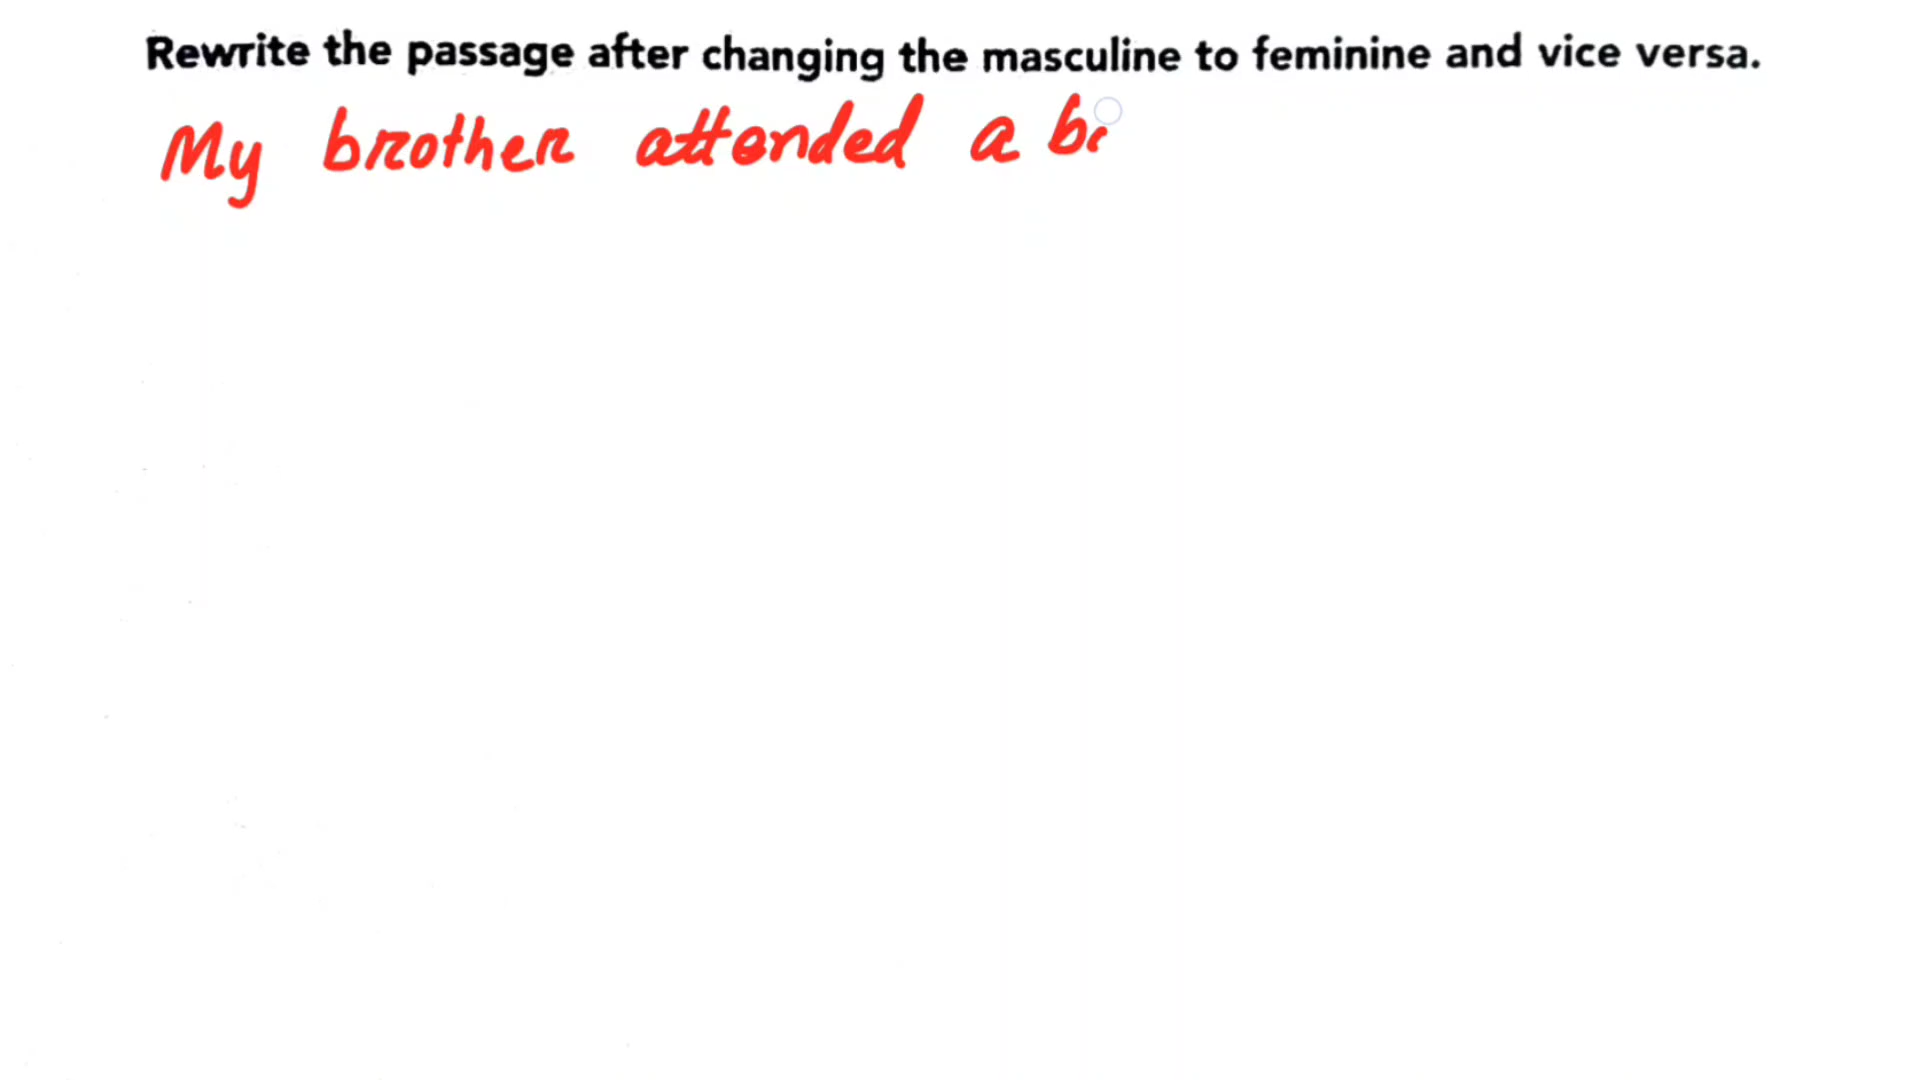 Rewrite the passage after changing the masculine to feminine and vice versa.
My brother attended a